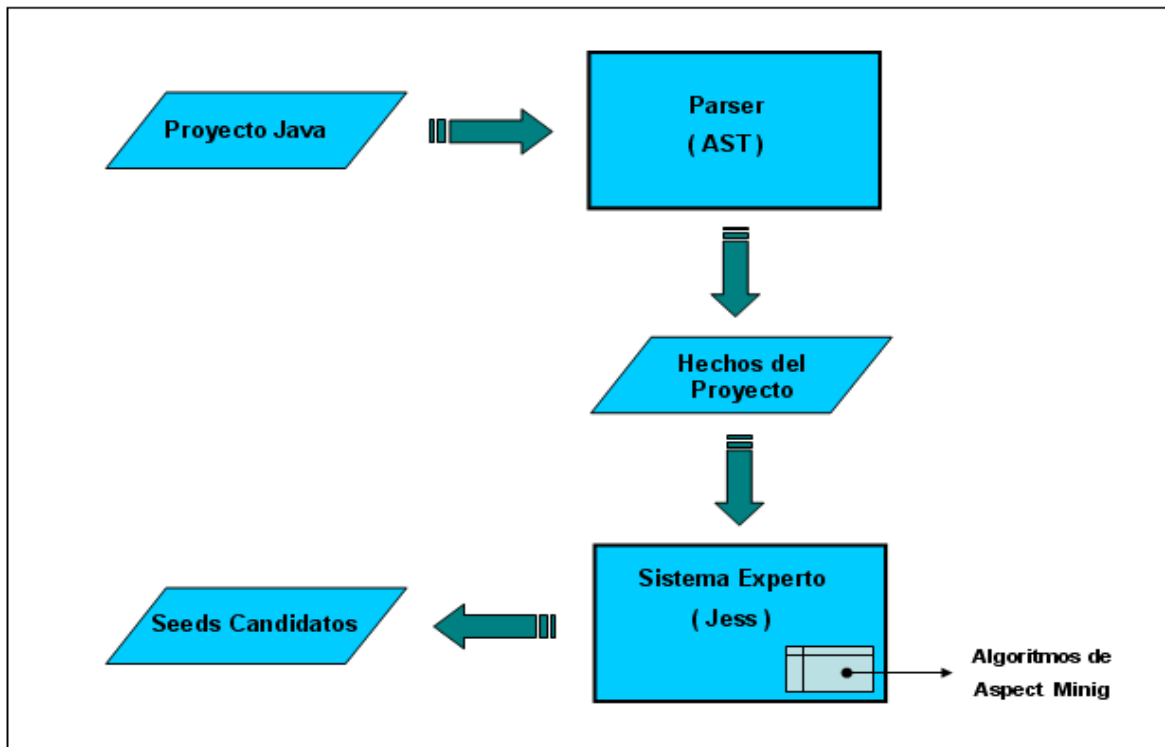 Proyecto Java
Parser
( AST )
Hechos del
Proyecto
Sistema Experto
( Jess )
Seeds Candidatos
Algoritmos de
Aspect Minig